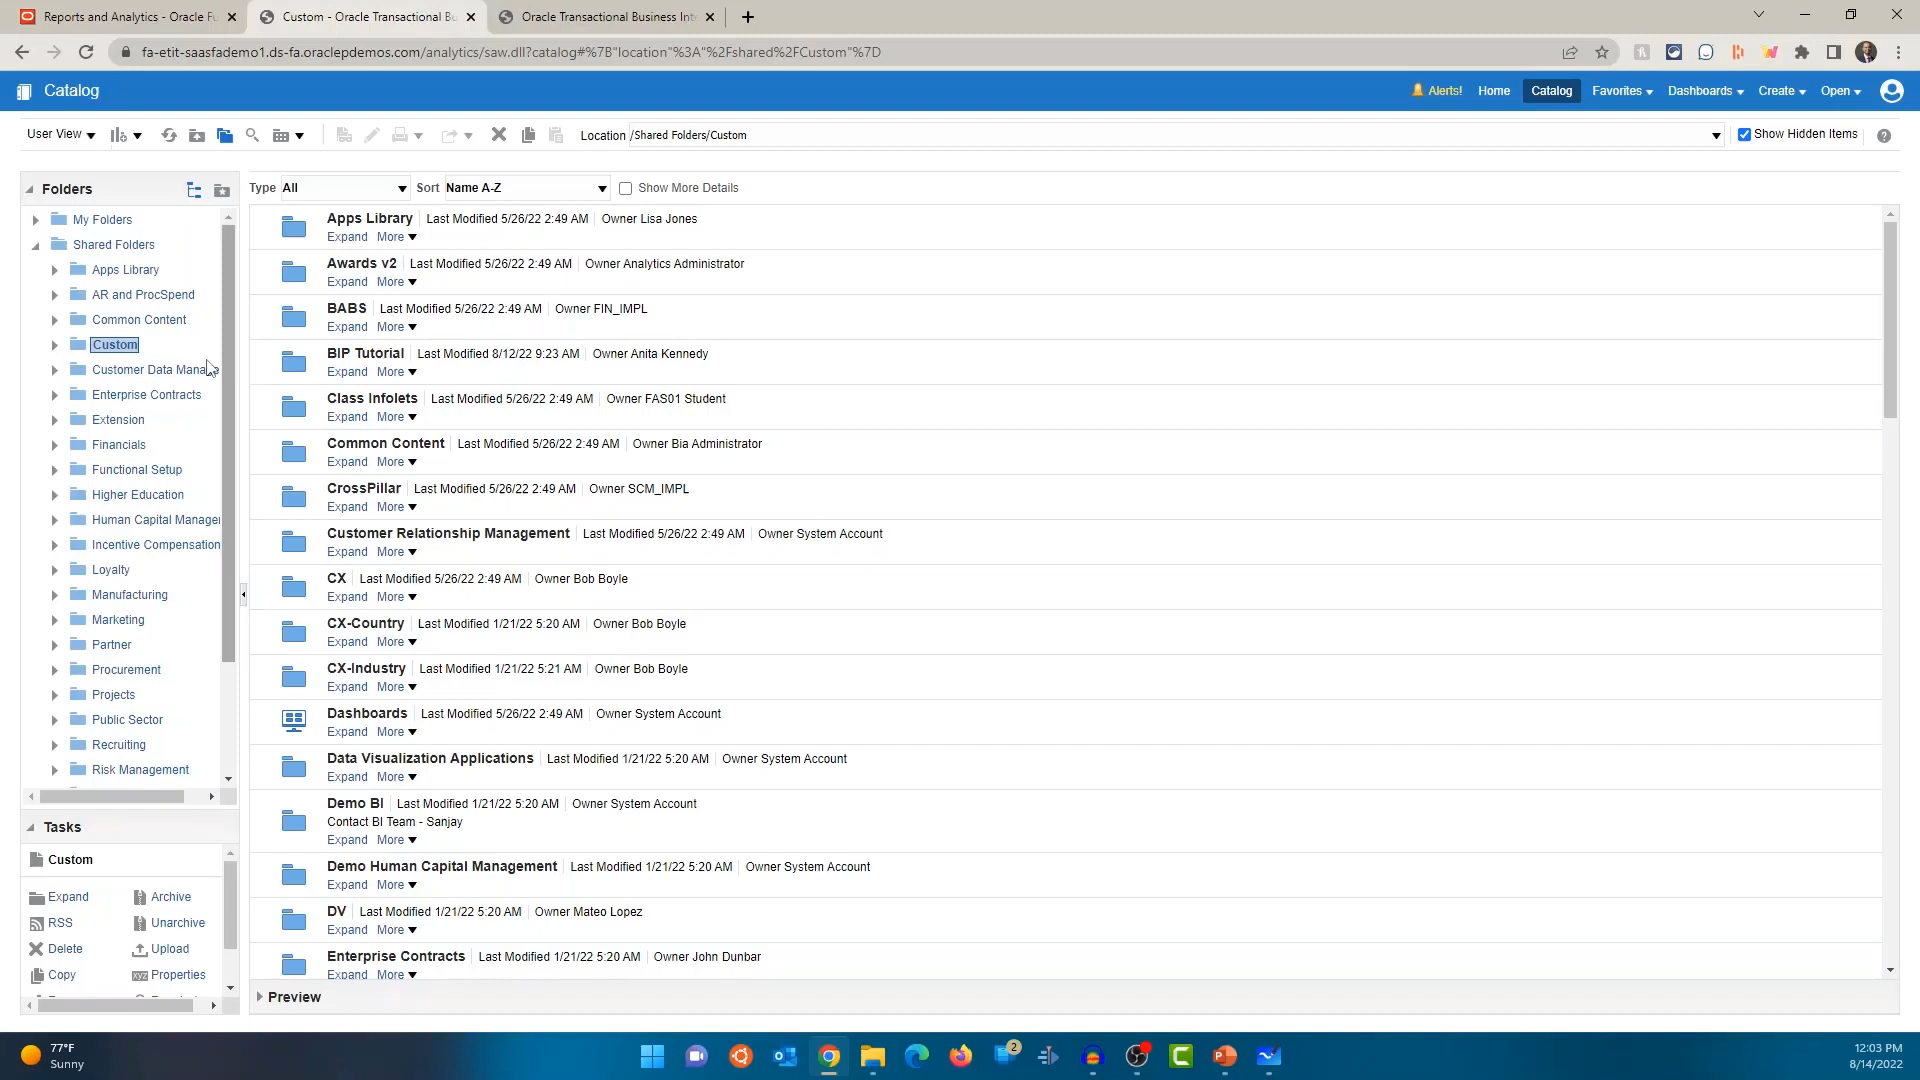 Reports and Analytics - Oracle Fu
Custom - Oracle Transactional Bu
Oracle Transactional Business Int
fa-etit-saasfademo1.ds-fa.oraclepdemos.com/analytics/saw.dll?catalog#%7B"location"%3A"%2Fshared%2FCustom"%7D
Catalog
Alerts!
Home
Catalog
Favorites
Dashboards
Create
Open
User View
Location /Shared Folders/Custom
Show Hidden Items
Folders
My Folders
Shared Folders
Apps Library
AR and ProcSpend
Common Content
Custom
Customer Data Mana
Enterprise Contracts
Extension
Financials
Functional Setup
Higher Education
Human Capital Manager
Incentive Compensation
Loyalty
Manufacturing
Marketing
Partner
Procurement
Projects
Public Sector
Recruiting
Risk Management
Tasks
Custom
Expand
Archive
RSS
Unarchive
Delete
Upload
Copy
Properties
Type All Sort Name A-Z Show More Details
Apps Library Last Modified 5/26/22 2:49 AM Owner Lisa Jones
Expand More
Awards v2 Last Modified 5/26/22 2:49 AM Owner Analytics Administrator
Expand More
BABS Last Modified 5/26/22 2:49 AM Owner FIN_IMPL
Expand More
BIP Tutorial Last Modified 8/12/22 9:23 AM Owner Anita Kennedy
Expand More
Class Infolets Last Modified 5/26/22 2:49 AM Owner FAS01 Student
Expand More
Common Content Last Modified 5/26/22 2:49 AM Owner Bia Administrator
Expand More
CrossPillar Last Modified 5/26/22 2:49 AM Owner SCM_IMPL
Expand More
Customer Relationship Management Last Modified 5/26/22 2:49 AM Owner System Account
Expand More
CX Last Modified 5/26/22 2:49 AM Owner Bob Boyle
Expand More
CX-Country Last Modified 1/21/22 5:20 AM Owner Bob Boyle
Expand More
CX-Industry Last Modified 1/21/22 5:21 AM Owner Bob Boyle
Expand More
Dashboards Last Modified 5/26/22 2:49 AM Owner System Account
Expand More
Data Visualization Applications Last Modified 1/21/22 5:20 AM Owner System Account
Expand More
Demo BI Last Modified 1/21/22 5:20 AM Owner System Account
Contact BI Team - Sanjay
Expand More
Demo Human Capital Management Last Modified 1/21/22 5:20 AM Owner System Account
Expand More
DV Last Modified 1/21/22 5:20 AM Owner Mateo Lopez
Expand More
Enterprise Contracts Last Modified 1/21/22 5:20 AM Owner John Dunbar
Expand More
Preview
77°F
Sunny
2
12:03 PM
8/14/2022